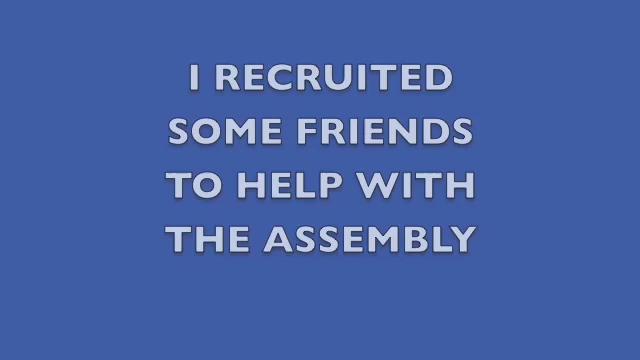 I RECRUITED
SOME FRIENDS
TO HELP WITH
THE ASSEMBLY